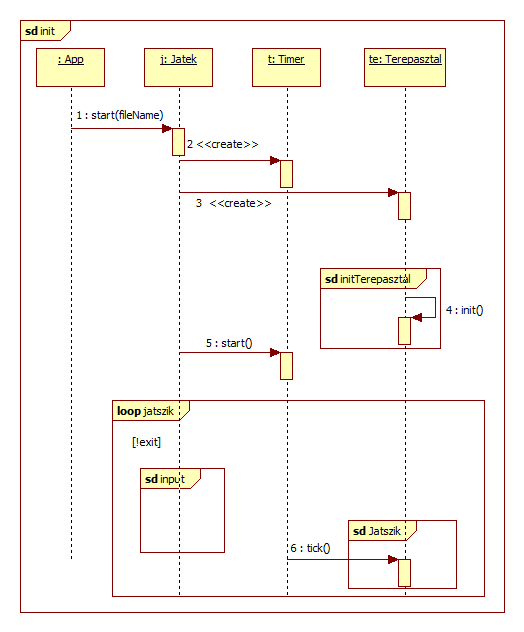 sd init
: App
j: Jatek
t: Timer
te: Terepasztal
1 : start(fileName)
2 <<create>>
3 <<create>>
sd initTerepasztal
4 : init()
5 : start()
loop jatszik
[!exit]
sd input
sd Jatszik
6 : tick()